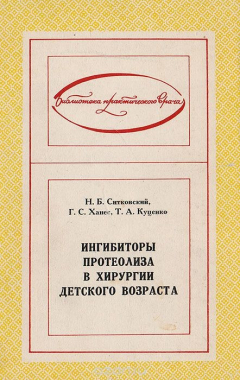 Библиотека практического врача
Н. Б. Ситковский,
Г. С. Ханес, Т. А. Куценко
ИНГИБИТОРЫ
ПРОТЕОЛИЗА
В ХИРУРГИИ
ДЕТСКОГО ВОЗРАСТА